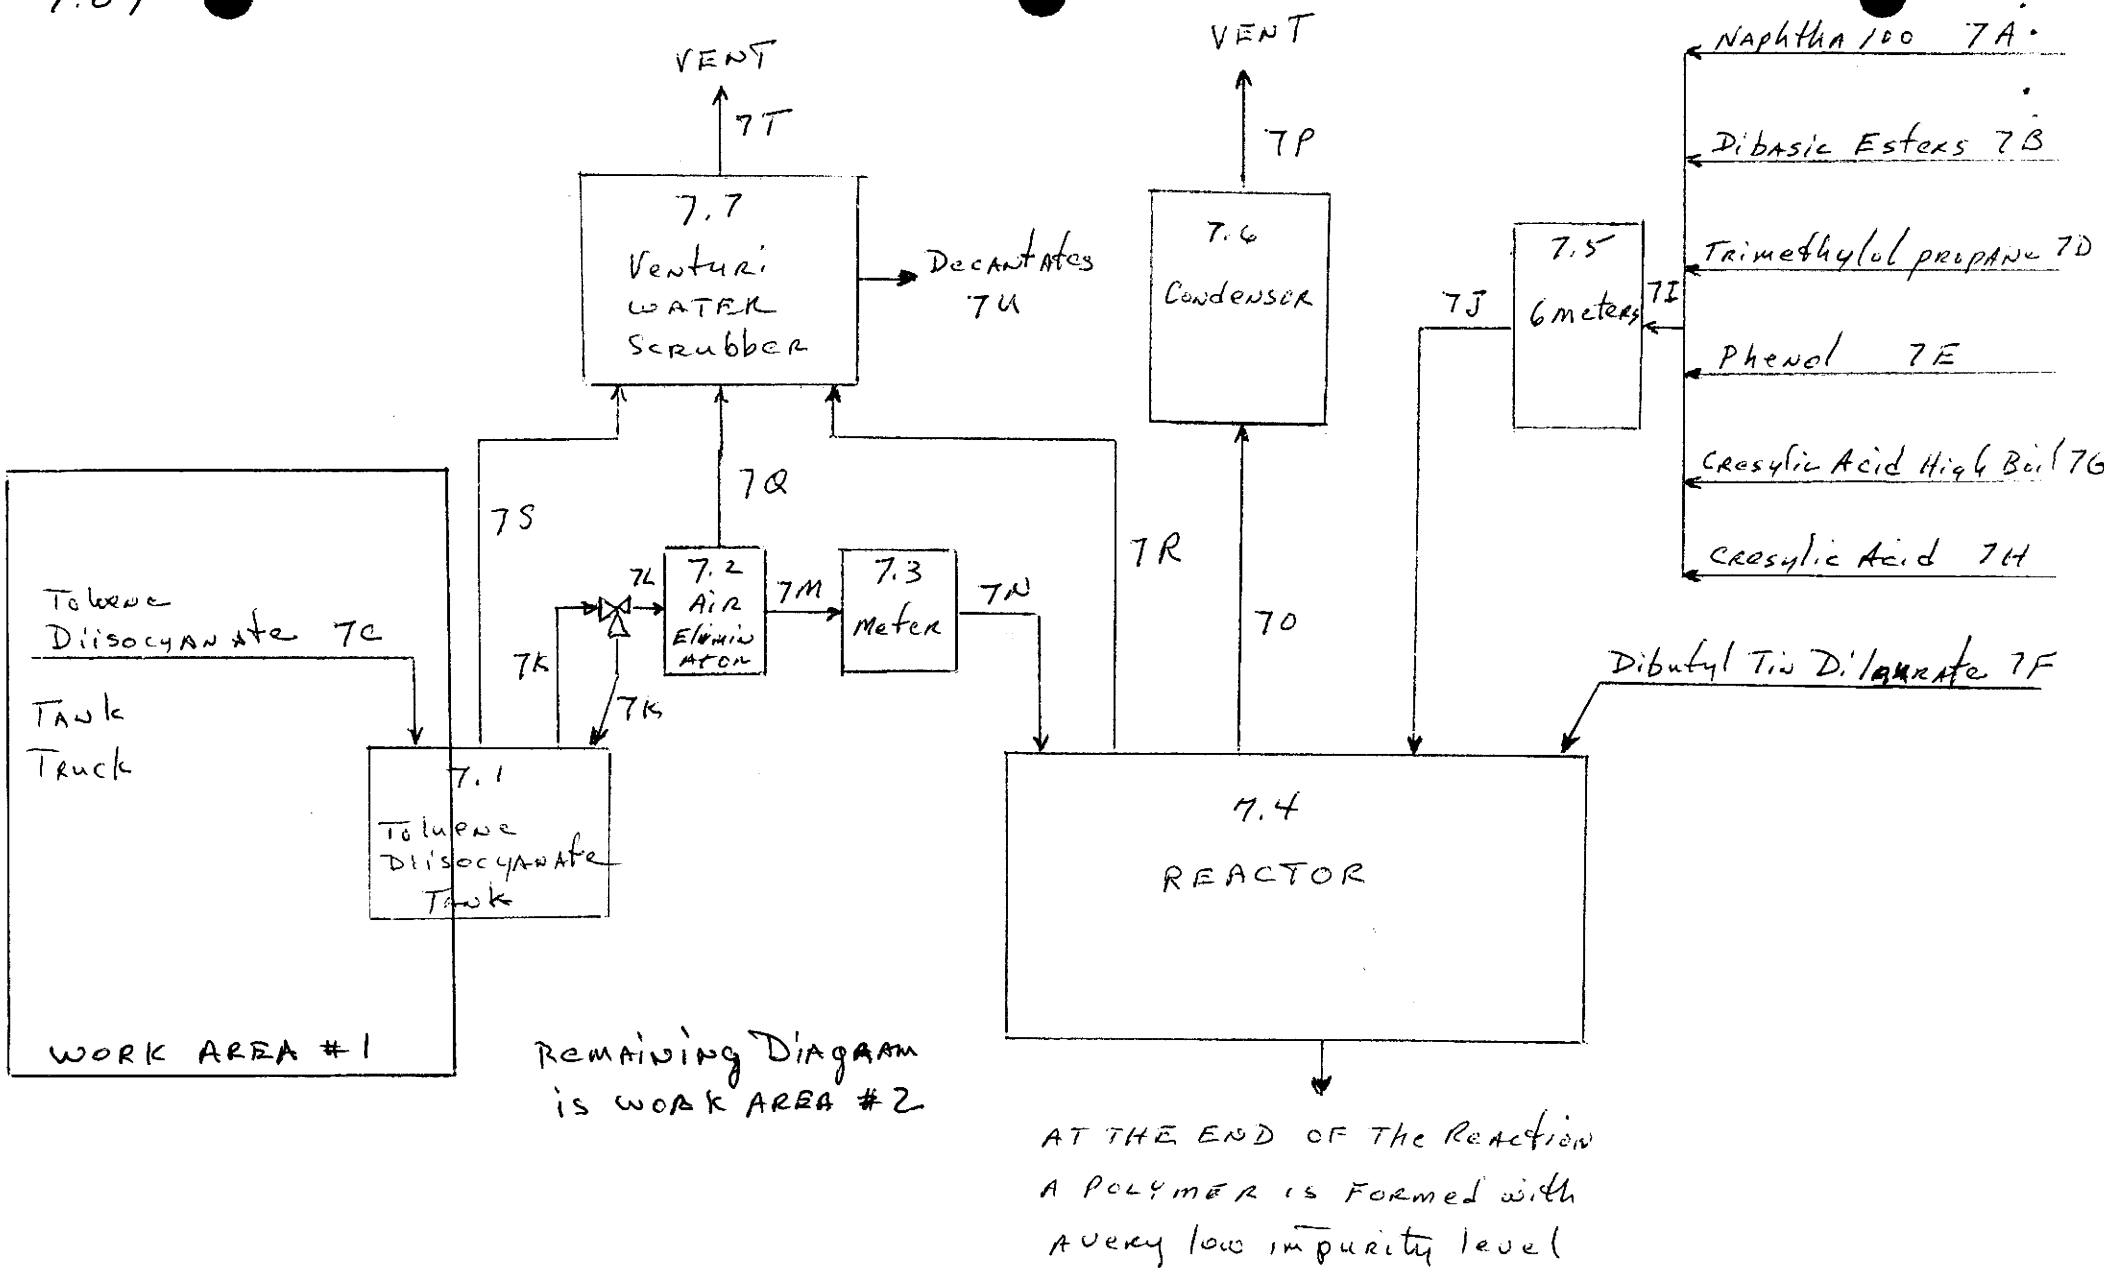 VENT
7T
7.7
Venturi
WATER
Scrubber
Decantates
7U
VENT
7P
7.6
Condenser
7O
Naphtha 100 7A
Dibasic Esters 7B
Trimethylol propane 7D
Phenol 7E
Cresylic Acid High Boil 7G
Cresylic Acid 7H
7I
7.5
6 meters
7J
Dibutyl Tin Dilaurate 7F
7S
7Q
7R
7K
7K
7L
7.2
Air
Elimin
ator
7M
7.3
Meter
7N
Toluene
Diisocyanate 7C
Tank
Truck
7.1
Toluene
Diisocyanate
Tank
WORK AREA #1
Remaining Diagram
is WORK AREA #2
7.4
REACTOR
AT THE END OF The Reaction
A POLYMER is Formed with
A very low impurity level